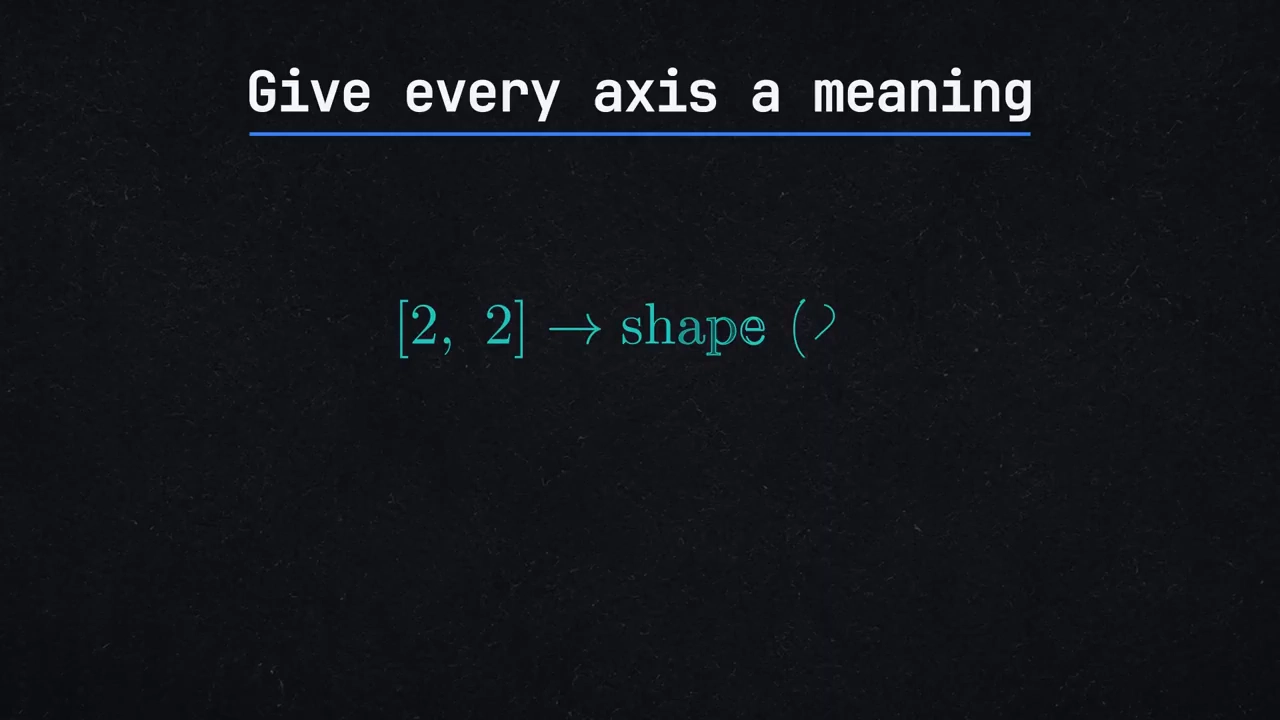 Give every axis a meaning
[2, 2] → shape (